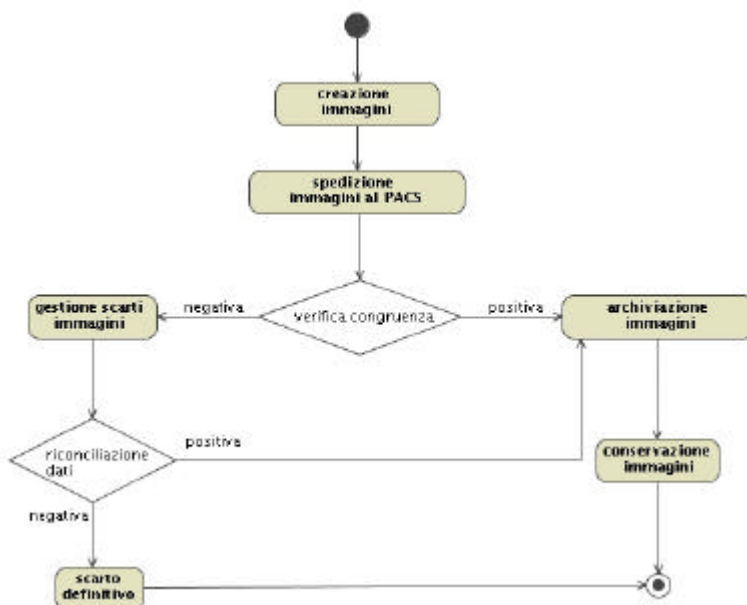 creazione
immagini
spedizione
immagini al PACS
gestione scarti
immagini
negativa
verifica congruenza
positiva
archiviazione
immagini
riconciliazione
dati
positiva
conservazione
immagini
negativa
scarto
definitivo